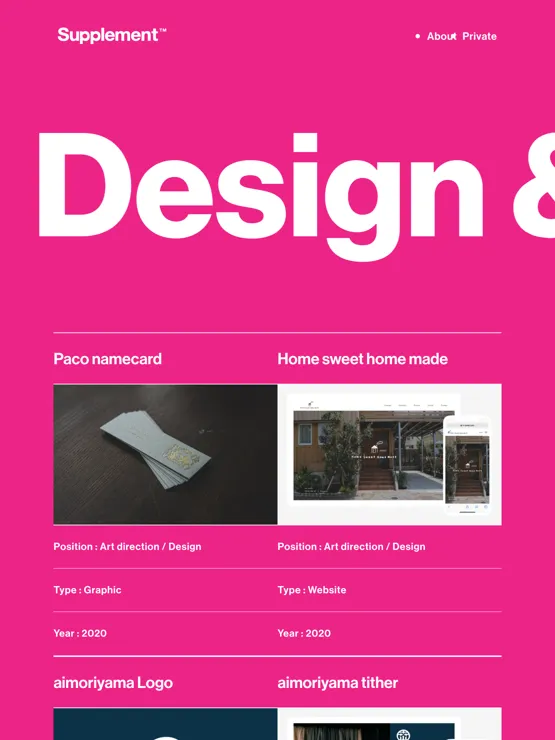 Supplement™
About Private
Design &
Paco namecard
Home sweet home made
Position : Art direction / Design
Position : Art direction / Design
Type : Graphic
Type : Website
Year : 2020
Year : 2020
aimoriyama Logo
aimoriyama tither